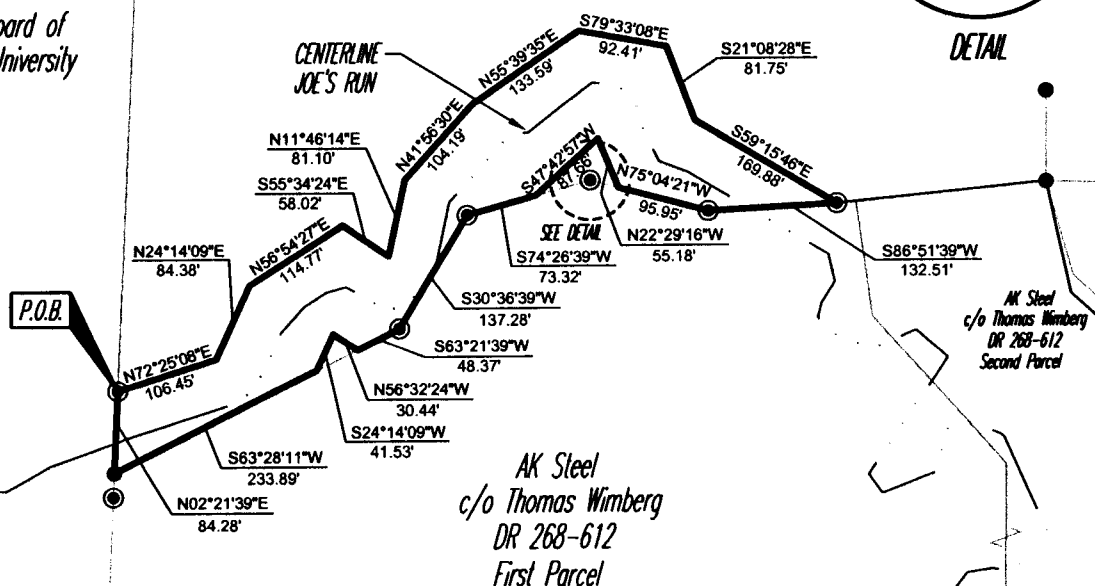 oard of
University
DETAIL
CENTERLINE
JOE'S RUN
P.O.B.
N72°25'08"E
106.45'
N24°14'09"E
84.38'
N56°54'27"E
114.77'
S55°34'24"E
58.02'
N11°46'14"E
81.10'
N41°56'30"E
104.19'
N55°39'35"E
133.59'
S79°33'08"E
92.41'
S21°08'28"E
81.75'
S59°15'46"E
169.88'
S86°51'39"W
132.51'
N75°04'21"W
95.95'
N22°29'16"W
55.18'
SEE DETAIL
S47°42'57"W
87.66'
S74°26'39"W
73.32'
S30°36'39"W
137.28'
S63°21'39"W
48.37'
N56°32'24"W
30.44'
S24°14'09"W
41.53'
S63°28'11"W
233.89'
N02°21'39"E
84.28'
AK Steel
c/o Thomas Wimberg
DR 268-612
Second Parcel
AK Steel
c/o Thomas Wimberg
DR 268-612
First Parcel